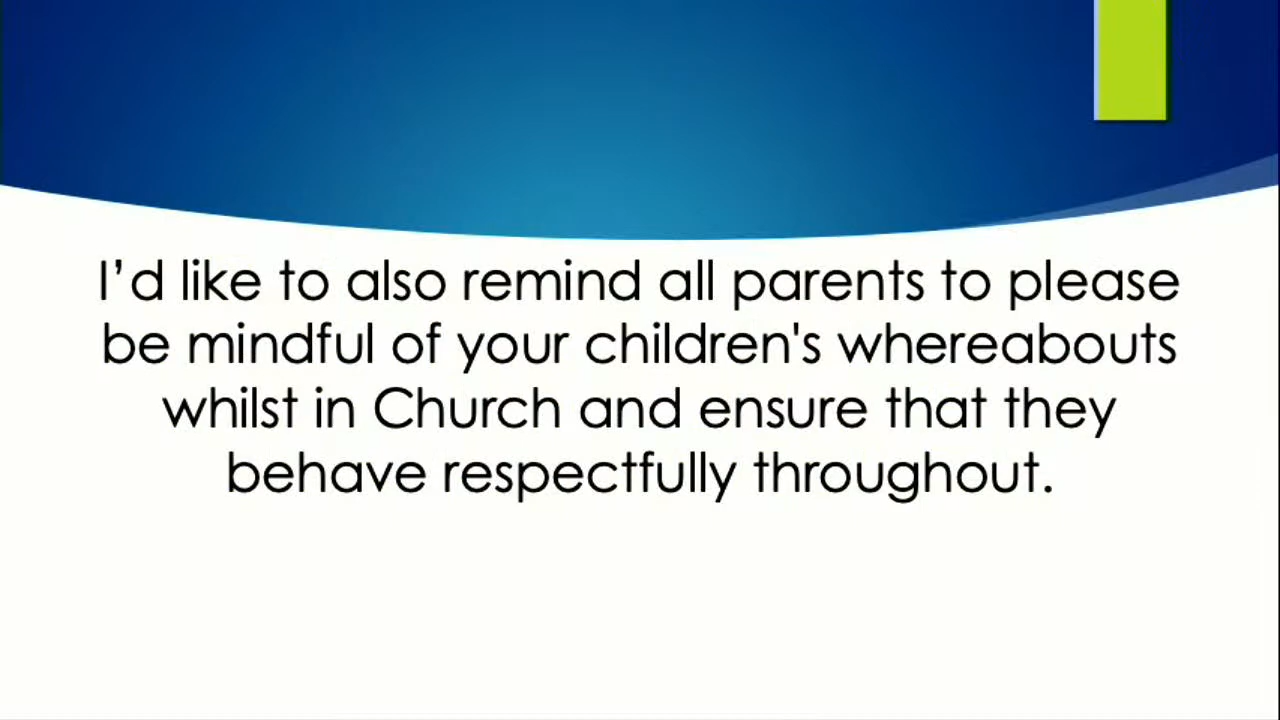 I’d like to also remind all parents to please
be mindful of your children's whereabouts
whilst in Church and ensure that they
behave respectfully throughout.